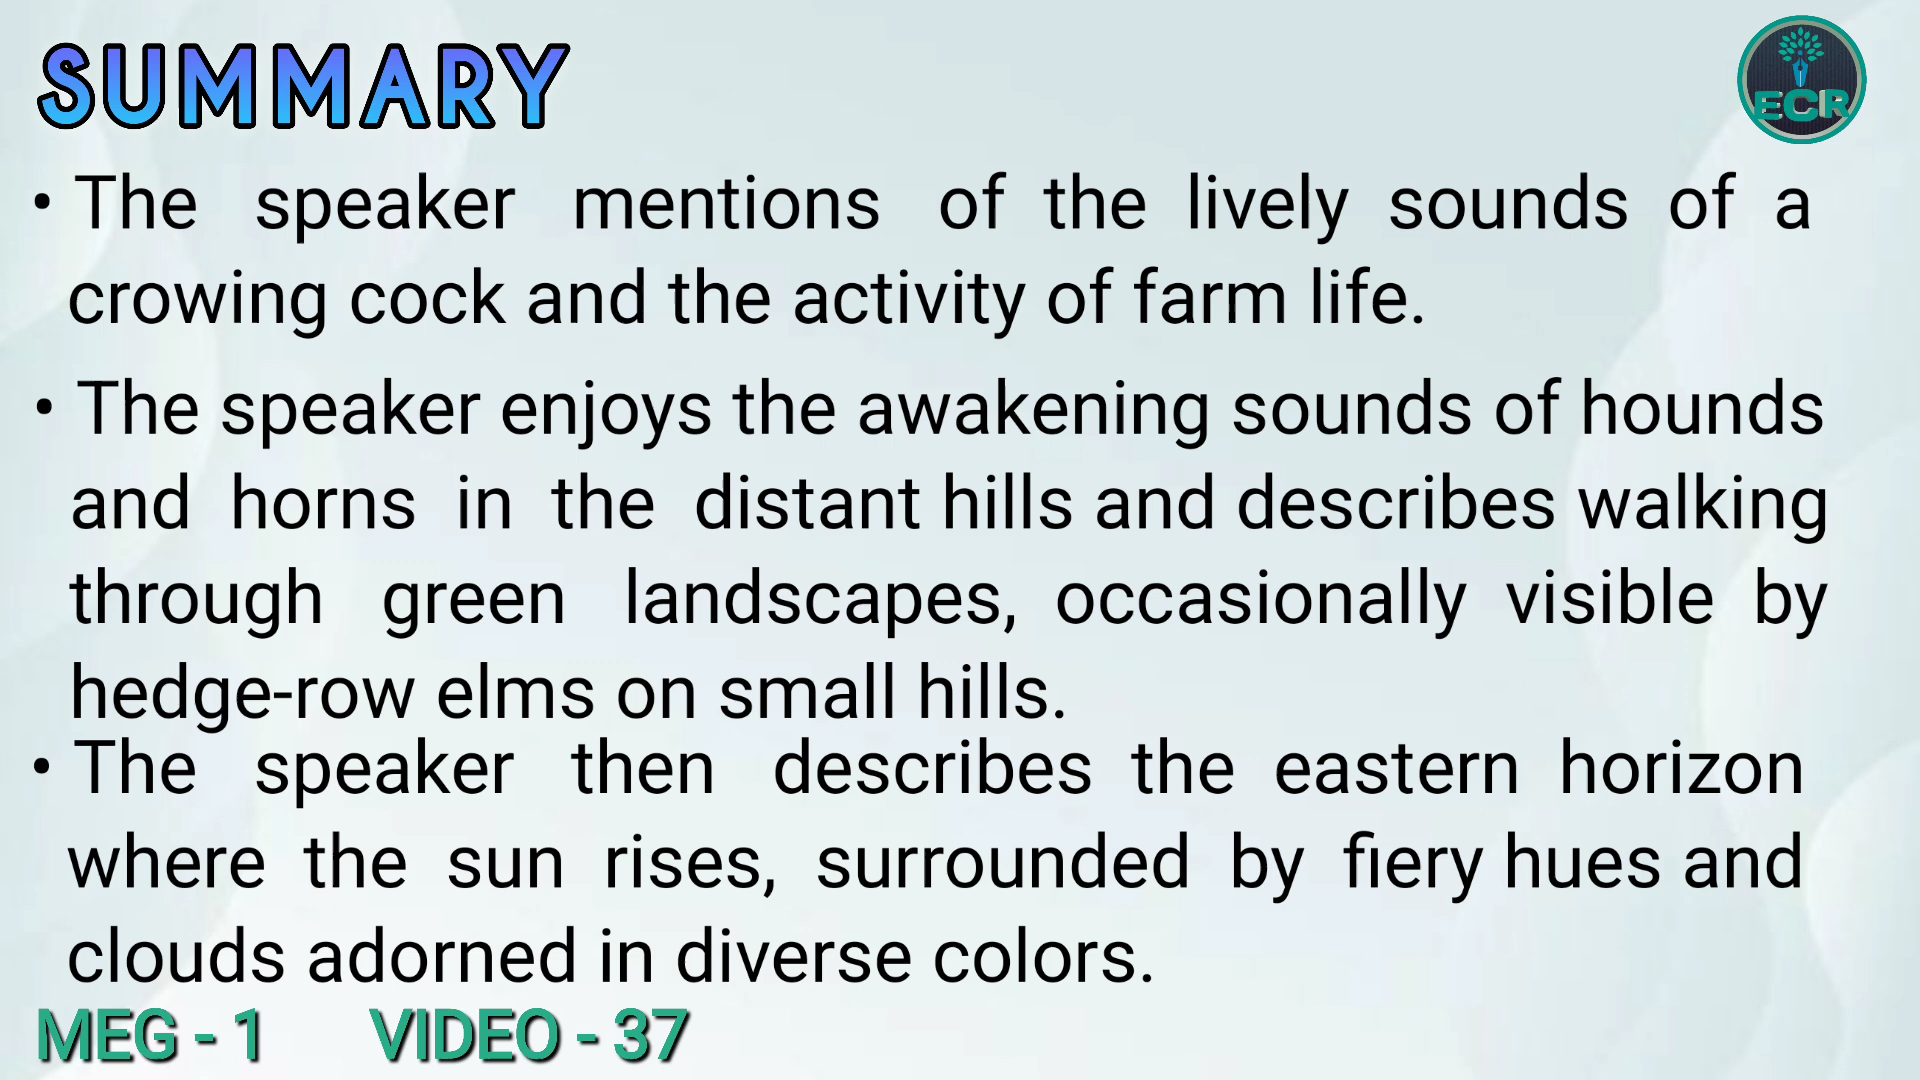 SUMMARY
ECR
• The speaker mentions of the lively sounds of a
crowing cock and the activity of farm life.
• The speaker enjoys the awakening sounds of hounds
and horns in the distant hills and describes walking
through green landscapes, occasionally visible by
hedge-row elms on small hills.
• The speaker then describes the eastern horizon
where the sun rises, surrounded by fiery hues and
clouds adorned in diverse colors.
MEG - 1 VIDEO - 37